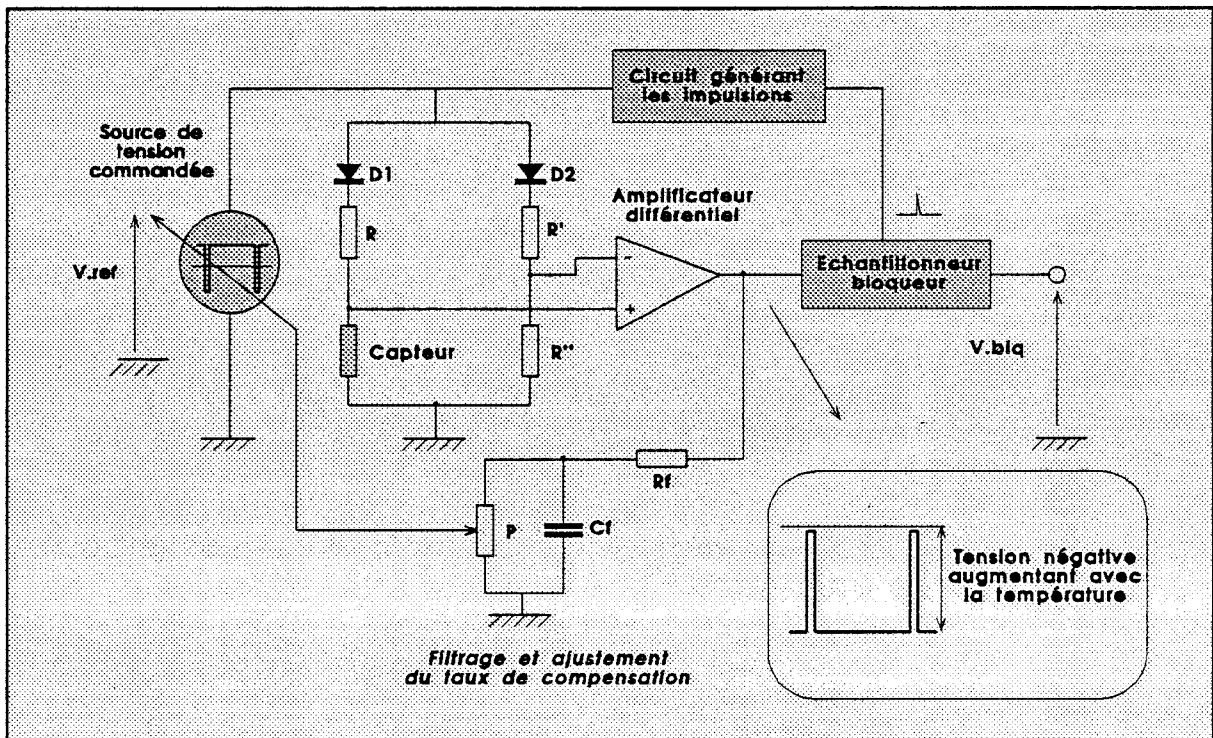 Circuit générant
les impulsions
Source de
tension
commandée
D1
D2
Amplificateur
différentiel
R
R'
V.ref
-
+
Echantillonneur
bloqueur
Capteur
R"
V.blq
Rf
P
Cf
Tension négative
augmentant avec
la température
Filtrage et ajustement
du taux de compensation